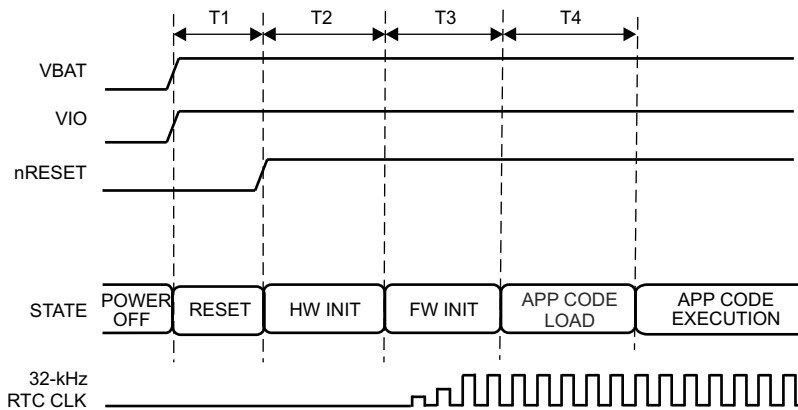 T1 T2 T3 T4
VBAT
VIO
nRESET
STATE
POWER
OFF
RESET
HW INIT
FW INIT
APP CODE
LOAD
APP CODE
EXECUTION
32-kHz
RTC CLK